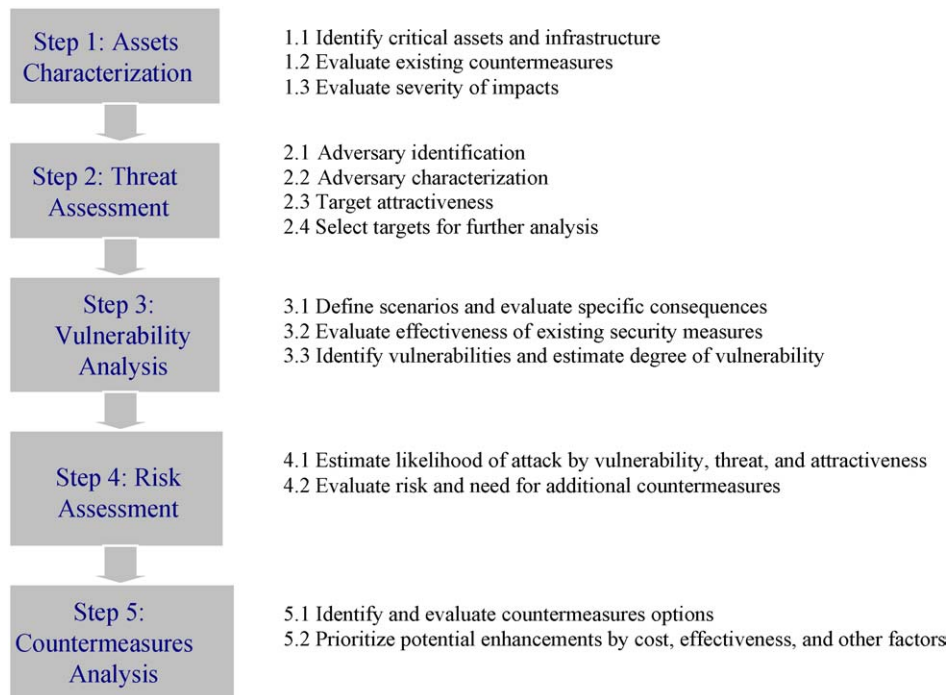 Step 1: Assets
Characterization
1.1 Identify critical assets and infrastructure
1.2 Evaluate existing countermeasures
1.3 Evaluate severity of impacts
Step 2: Threat
Assessment
2.1 Adversary identification
2.2 Adversary characterization
2.3 Target attractiveness
2.4 Select targets for further analysis
Step 3:
Vulnerability
Analysis
3.1 Define scenarios and evaluate specific consequences
3.2 Evaluate effectiveness of existing security measures
3.3 Identify vulnerabilities and estimate degree of vulnerability
Step 4: Risk
Assessment
4.1 Estimate likelihood of attack by vulnerability, threat, and attractiveness
4.2 Evaluate risk and need for additional countermeasures
Step 5:
Countermeasures
Analysis
5.1 Identify and evaluate countermeasures options
5.2 Prioritize potential enhancements by cost, effectiveness, and other factors